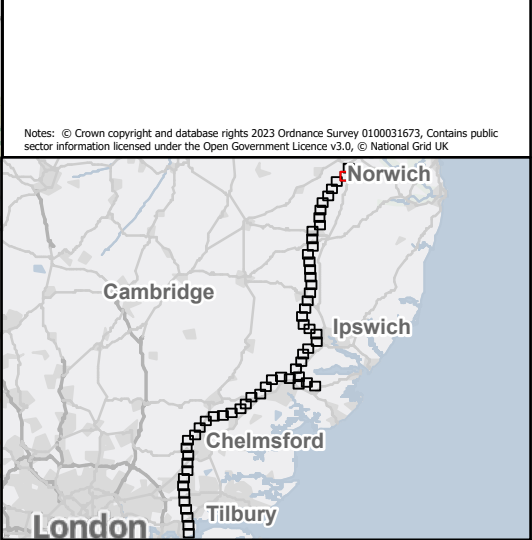 Notes: © Crown copyright and database rights 2023 Ordnance Survey 0100031673, Contains public
sector information licensed under the Open Government Licence v3.0, © National Grid UK
Norwich
Cambridge
Ipswich
Chelmsford
Tilbury
London